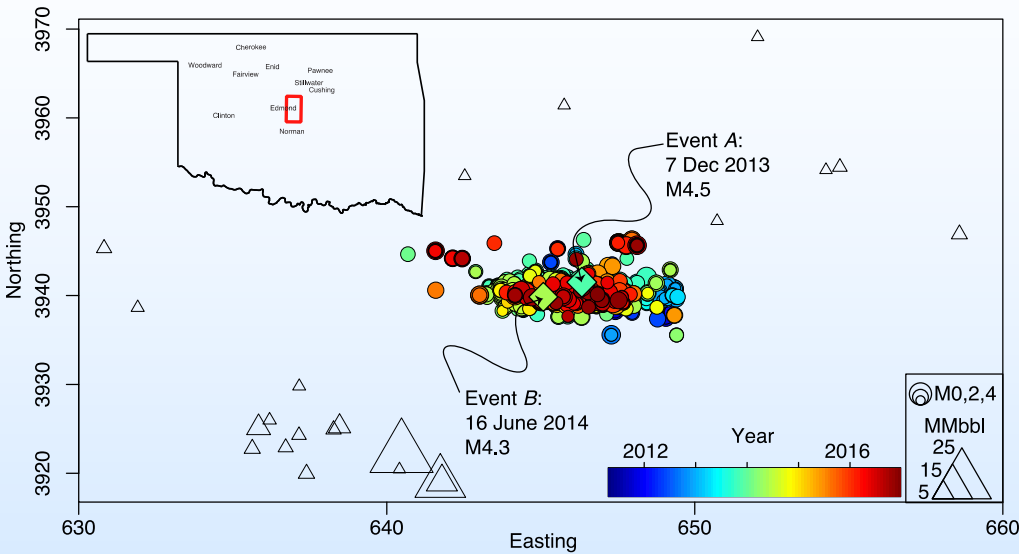 3970
3960
3950
3940
3930
3920
Northing
Cherokee
Woodward
Enid
Fairview
Pawnee
Stillwater
Cushing
Edmond
Clinton
Norman
Event A:
7 Dec 2013
M4.5
Event B:
16 June 2014
M4.3
Year
2012
2016
M0,2,4
MMbbl
25
15
5
630
640
650
660
Easting